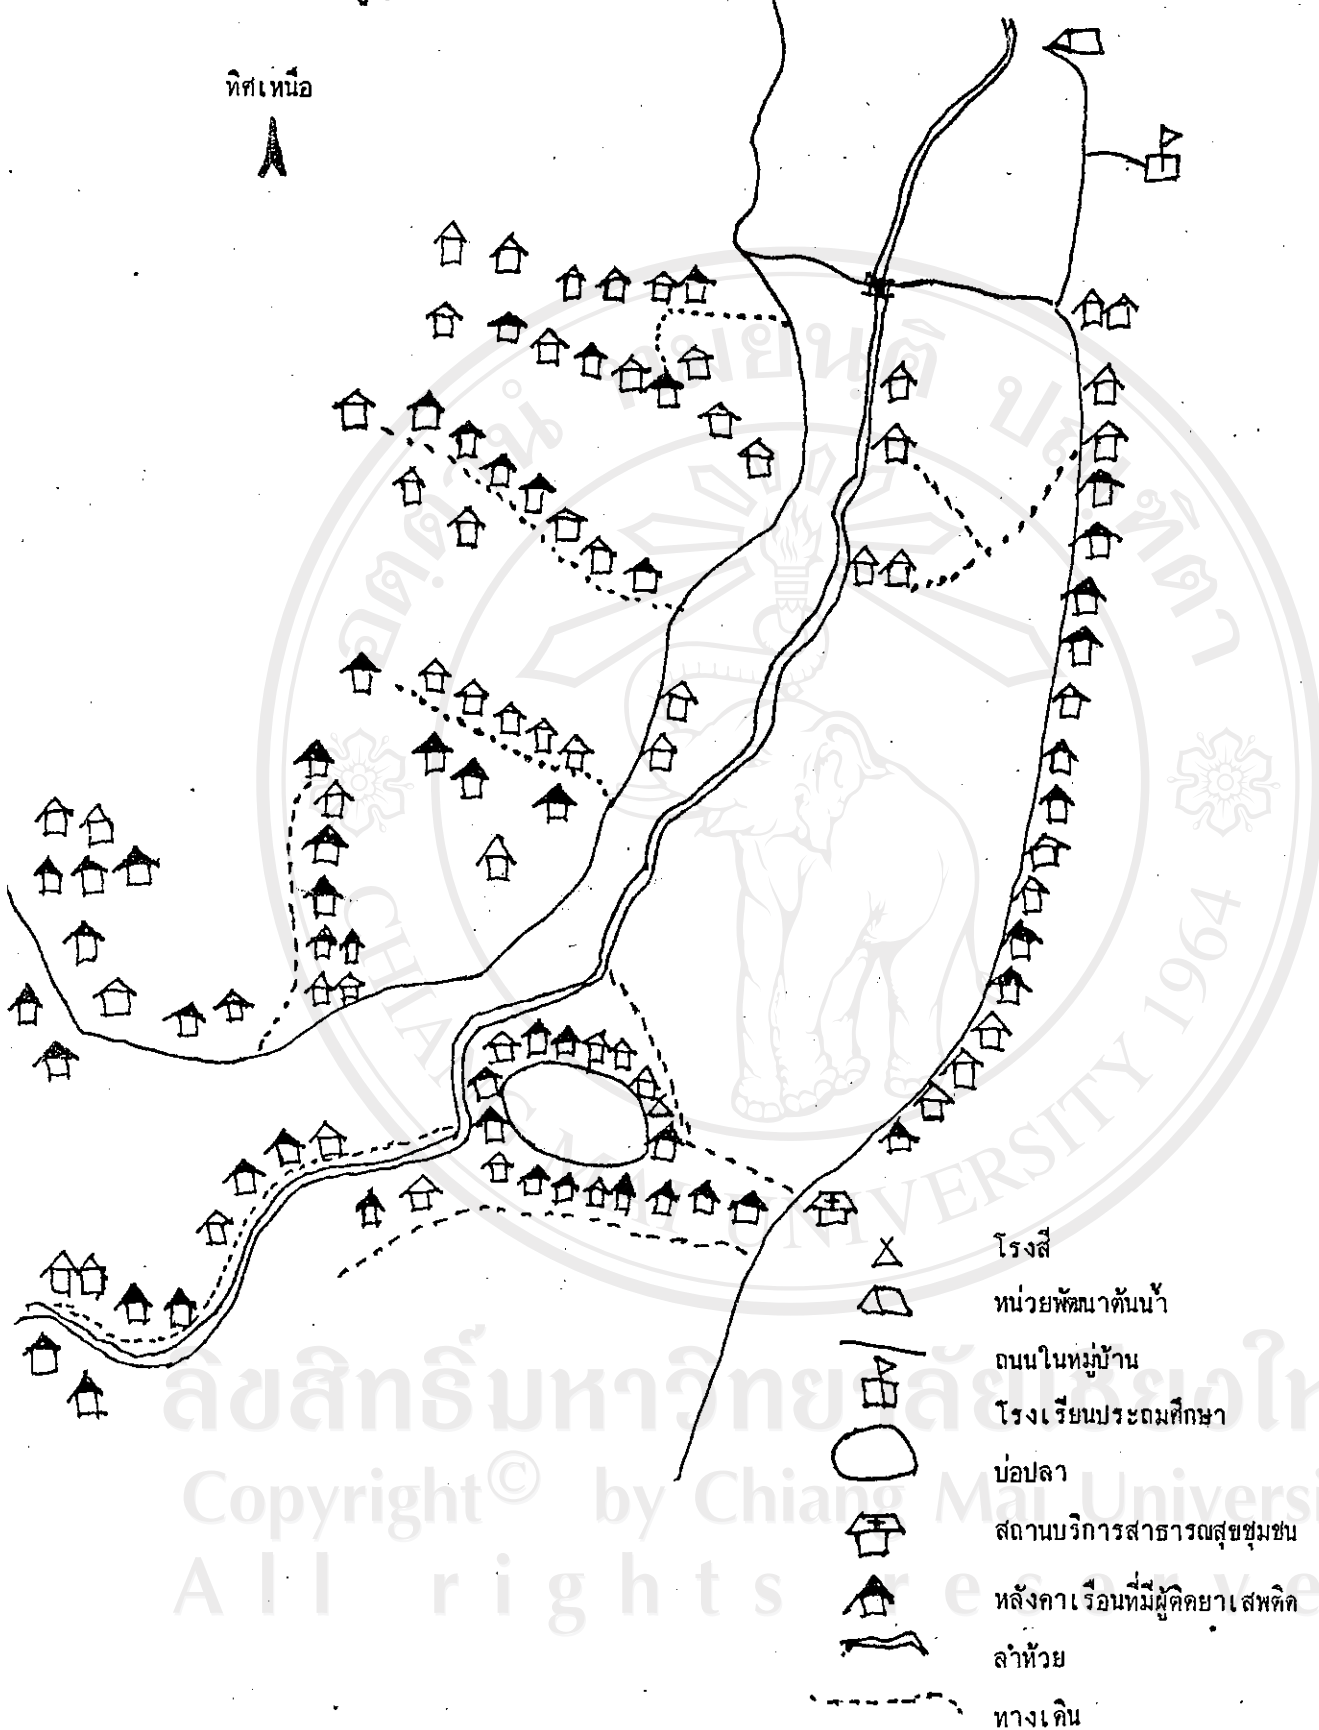 ทิศเหนือ
โรงสี
หน่วยพัฒนาต้นน้ำ
ถนนในหมู่บ้าน
โรงเรียนประถมศึกษา
บ่อปลา
สถานบริการสาธารณสุขชุมชน
หลังคาเรือนที่มีผู้ติดยาเสพติด
ลำห้วย
ทางเดิน
CHIANG MAI UNIVERSITY 1964
Copyright© by Chiang Mai Universi
All rights reserve